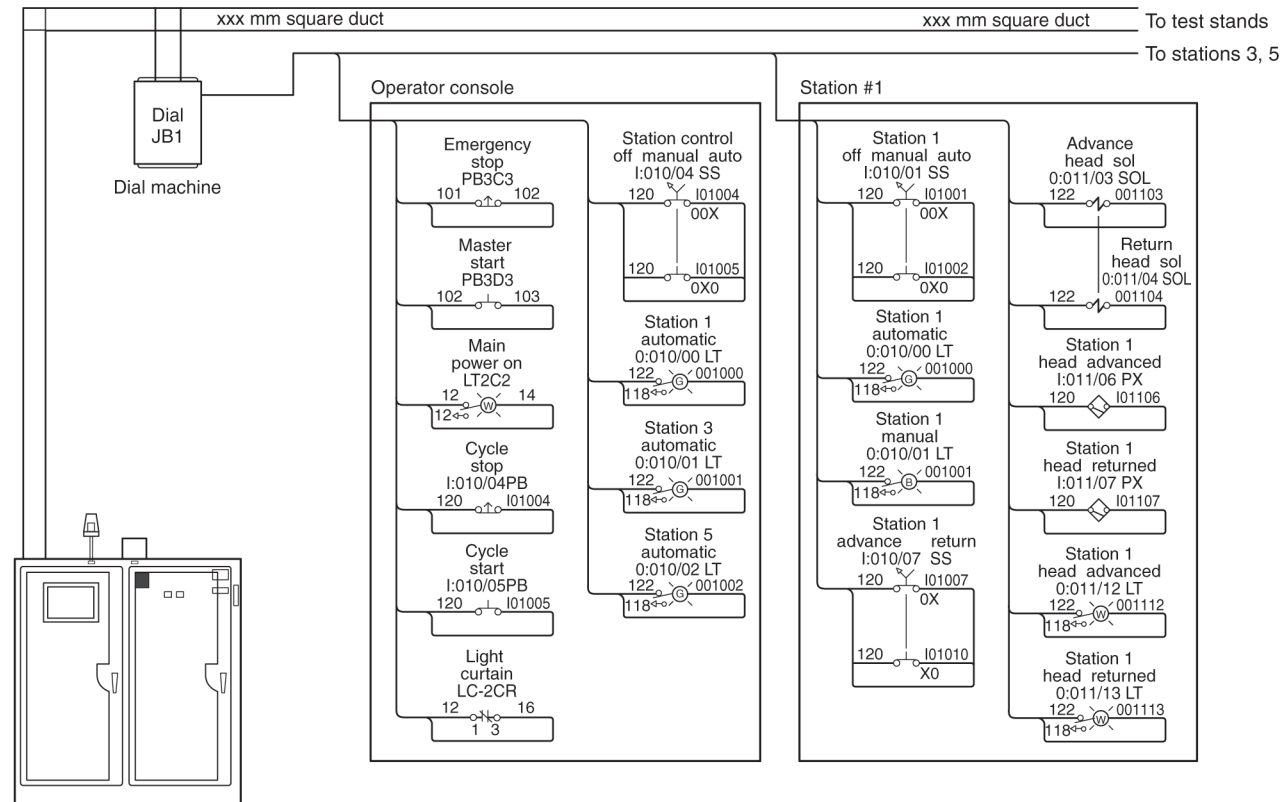 xxx mm square duct
xxx mm square duct
To test stands
To stations 3, 5
Dial
JB1
Dial machine
Operator console
Emergency
stop
PB3C3
101 102
Master
start
PB3D3
102 103
Main
power on
LT2C2
12 W 14
12
Cycle
stop
I:010/04PB
120 I01004
Cycle
start
I:010/05PB
120 I01005
Light
curtain
LC-2CR
12 16
1 3
Station control
off manual auto
I:010/04 SS
120 I01004
00X
120 I01005
0X0
Station 1
automatic
0:010/00 LT
122 G 001000
118
Station 3
automatic
0:010/01 LT
122 G 001001
118
Station 5
automatic
0:010/02 LT
122 G 001002
118
Station #1
Station 1
off manual auto
I:010/01 SS
120 I01001
00X
120 I01002
0X0
Station 1
automatic
0:010/00 LT
122 G 001000
118
Station 1
manual
0:010/01 LT
122 B 001001
118
Station 1
advance return
I:010/07 SS
120 I01007
0X
120 I01010
X0
Advance
head sol
0:011/03 SOL
122 001103
Return
head sol
0:011/04 SOL
122 001104
Station 1
head advanced
I:011/06 PX
120 I01106
Station 1
head returned
I:011/07 PX
120 I01107
Station 1
head advanced
0:011/12 LT
122 W 001112
118
Station 1
head returned
0:011/13 LT
122 W 001113
118